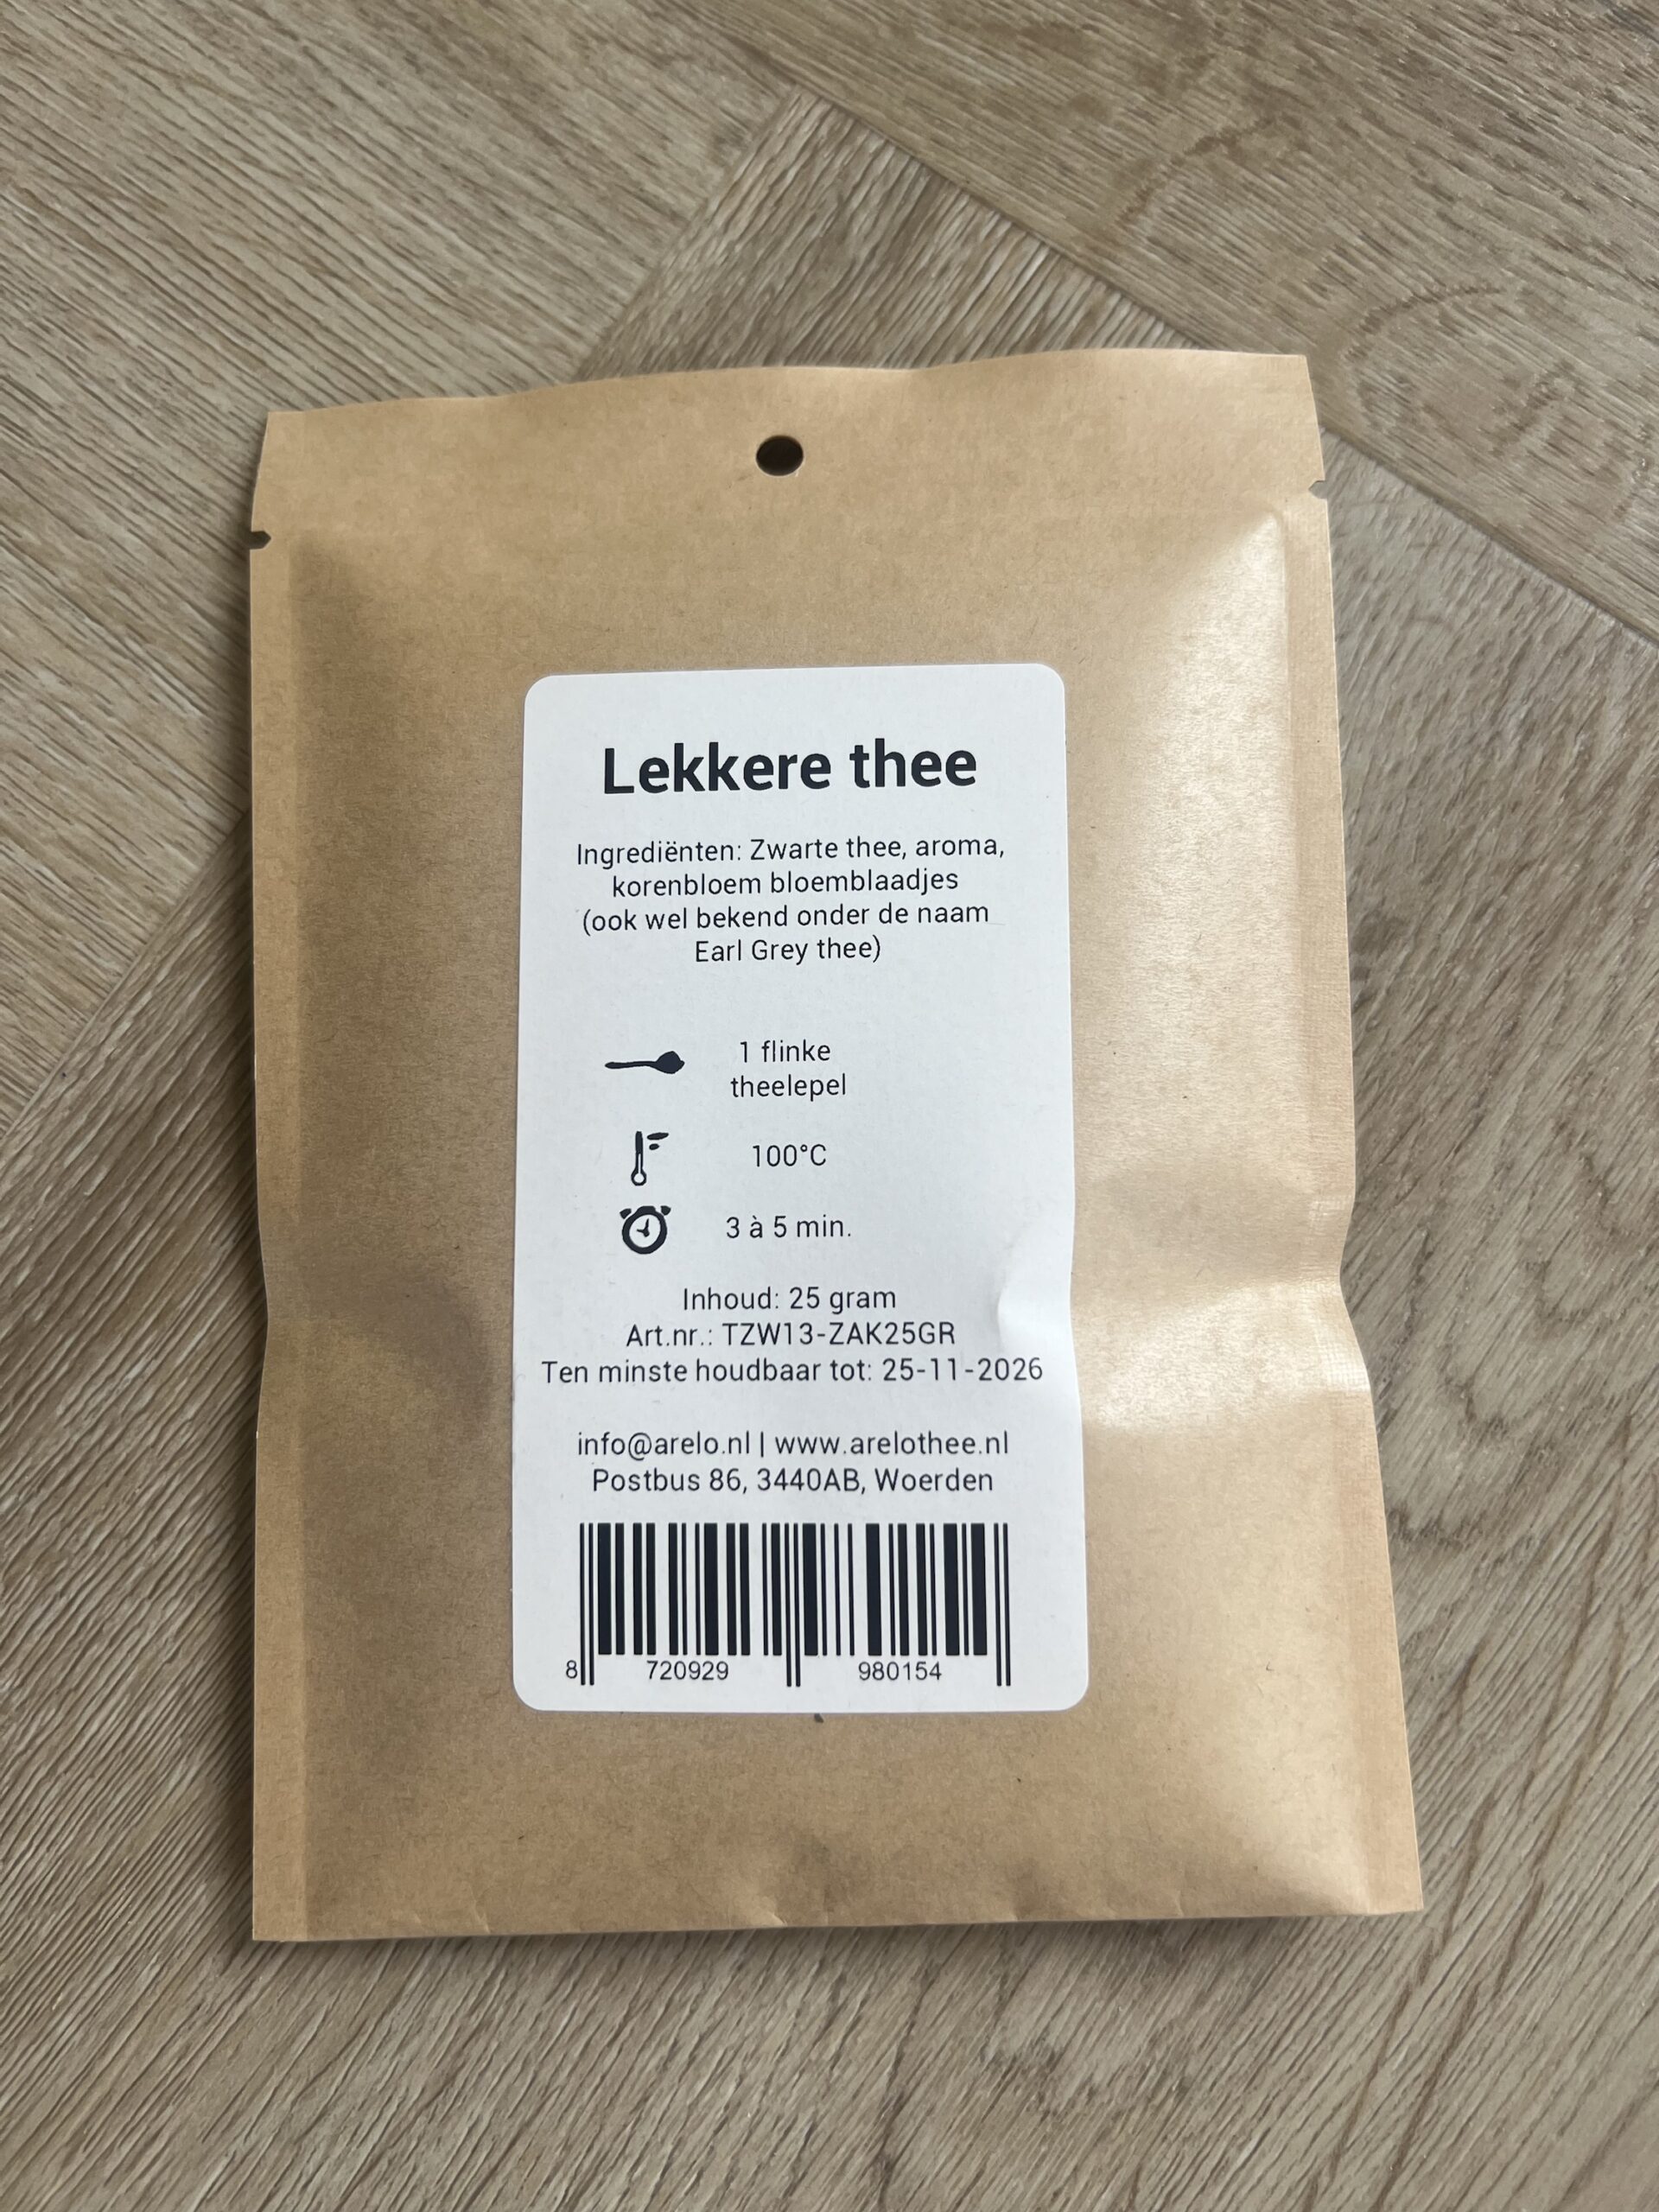 Lekkere thee
Ingrediënten: Zwarte thee, aroma,
korenbloem bloemblaadjes
(ook wel bekend onder de naam
Earl Grey thee)
1 flinke
theelepel
100°C
3 à 5 min.
Inhoud: 25 gram
Art.nr.: TZW13-ZAK25GR
Ten minste houdbaar tot: 25-11-2026
info@arelo.nl | www.arelothee.nl
Postbus 86, 3440AB, Woerden
8 720929 980154